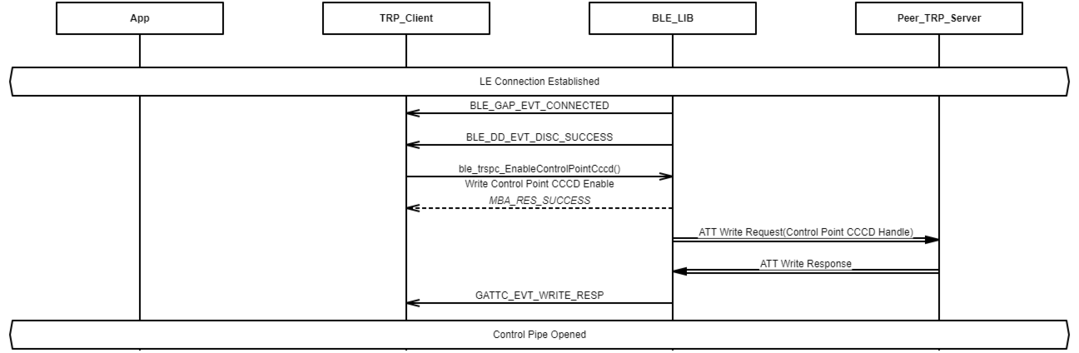 App
TRP_Client
BLE_LIB
Peer_TRP_Server
LE Connection Established
BLE_GAP_EVT_CONNECTED
BLE_DD_EVT_DISC_SUCCESS
ble_trspc_EnableControlPointCccd()
Write Control Point CCCD Enable
MBA_RES_SUCCESS
ATT Write Request(Control Point CCCD Handle)
ATT Write Response
GATTC_EVT_WRITE_RESP
Control Pipe Opened